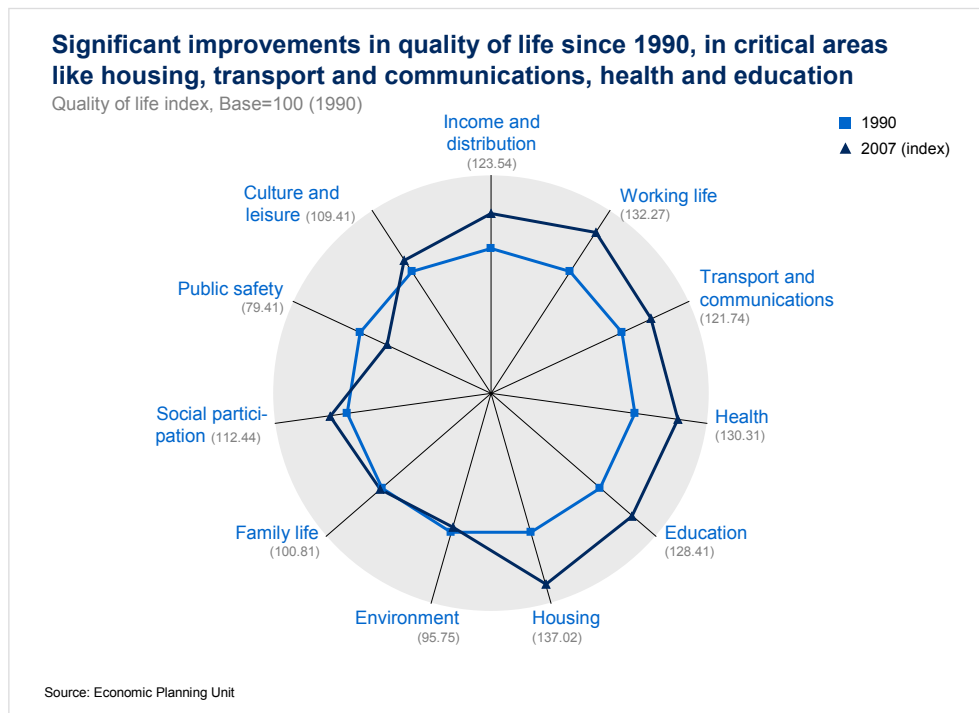 Significant improvements in quality of life since 1990, in critical areas
like housing, transport and communications, health and education
Quality of life index, Base=100 (1990)
1990
2007 (index)
Income and
distribution
(123.54)
Working life
(132.27)
Transport and
communications
(121.74)
Health
(130.31)
Education
(128.41)
Housing
(137.02)
Environment
(95.75)
Family life
(100.81)
Social partici-
pation (112.44)
Public safety
(79.41)
Culture and
leisure (109.41)
Source: Economic Planning Unit